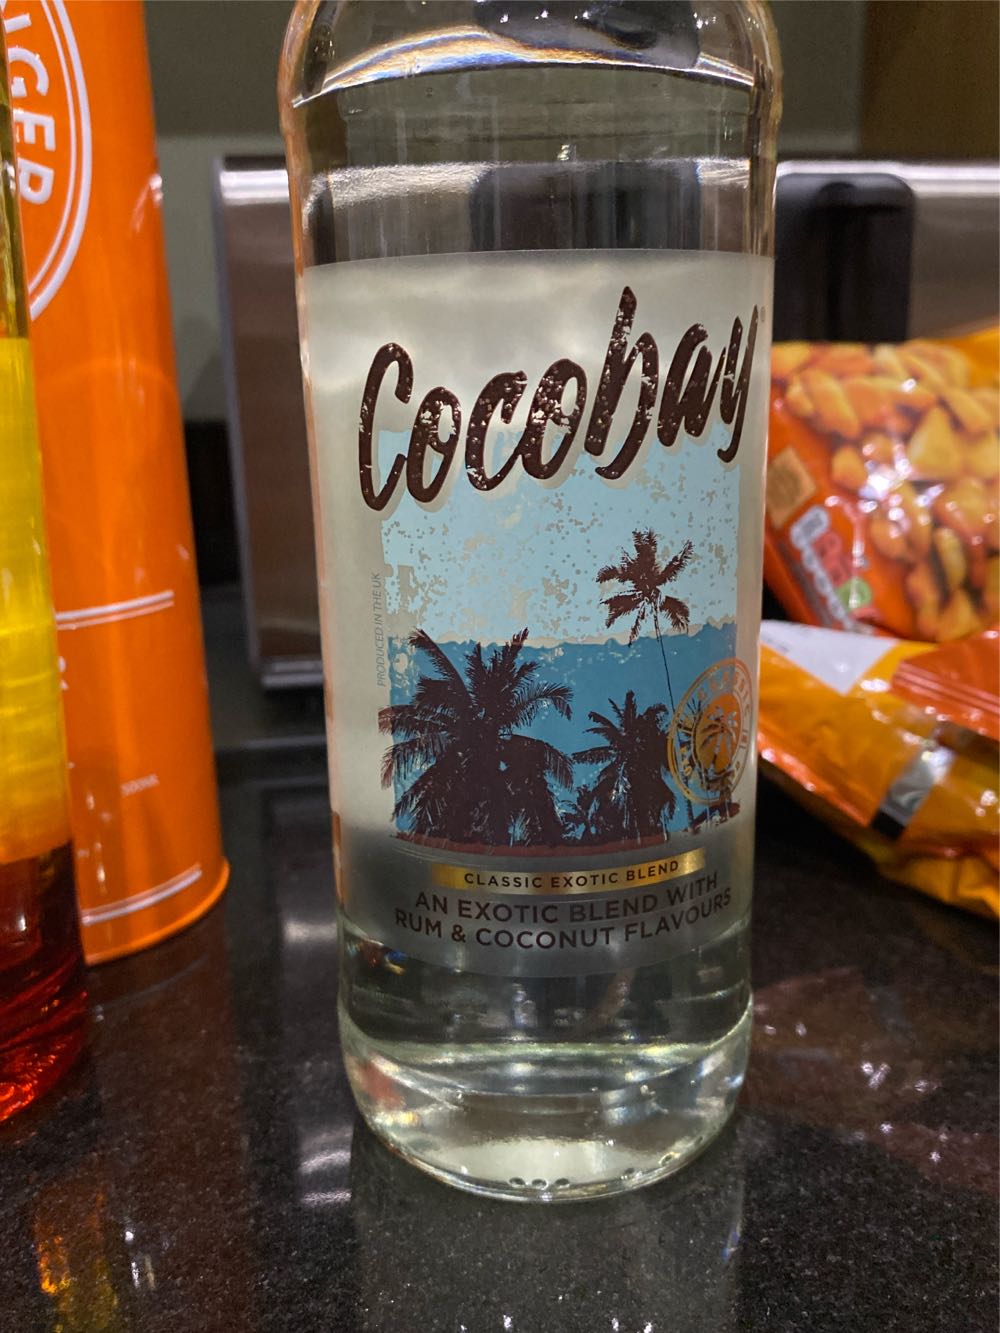 Cocobay
PRODUCED IN THE UK
CLASSIC EXOTIC BLEND
AN EXOTIC BLEND WITH
RUM & COCONUT FLAVOURS